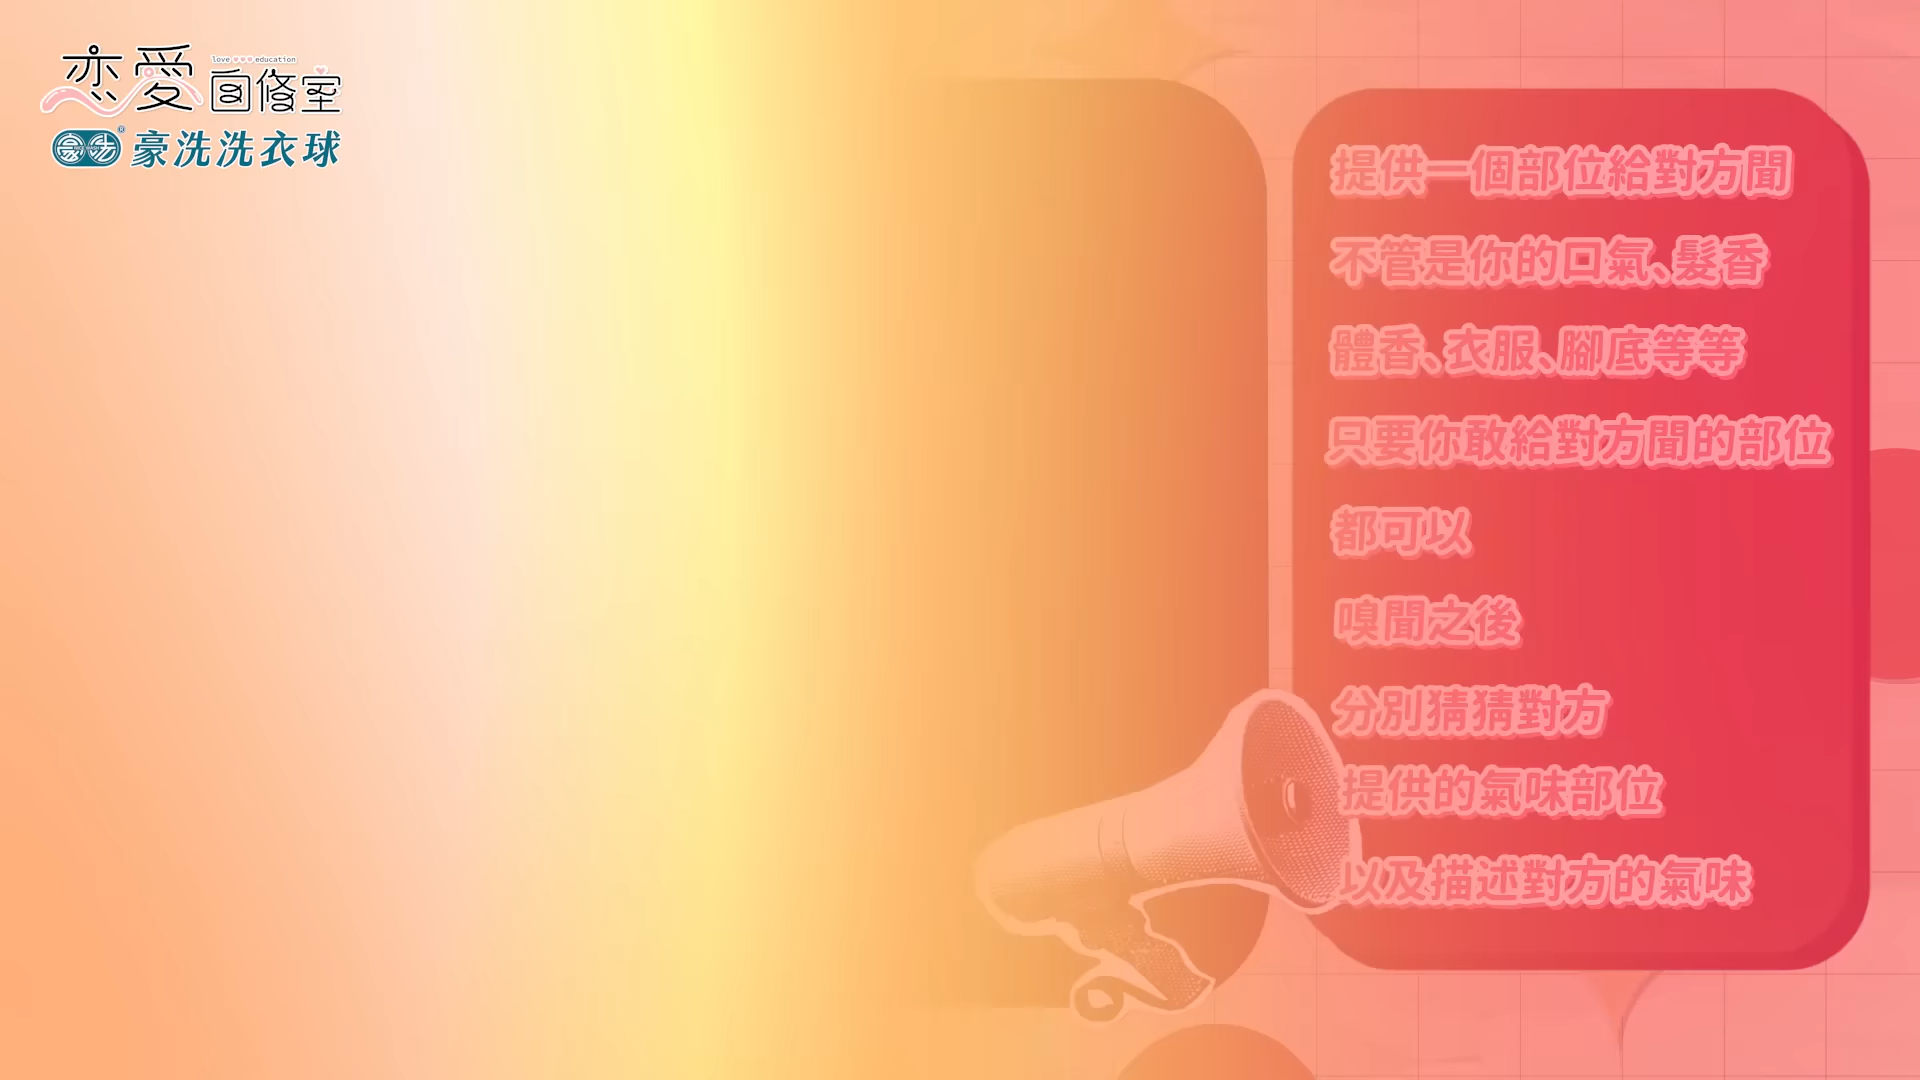 恋愛自修室
love education
豪洗洗衣球
提供一個部位給對方聞
不管是你的口氣、髮香
體香、衣服、腳底等等
只要你敢給對方聞的部位
都可以
嗅聞之後
分別猜猜對方
提供的氣味部位
以及描述對方的氣味